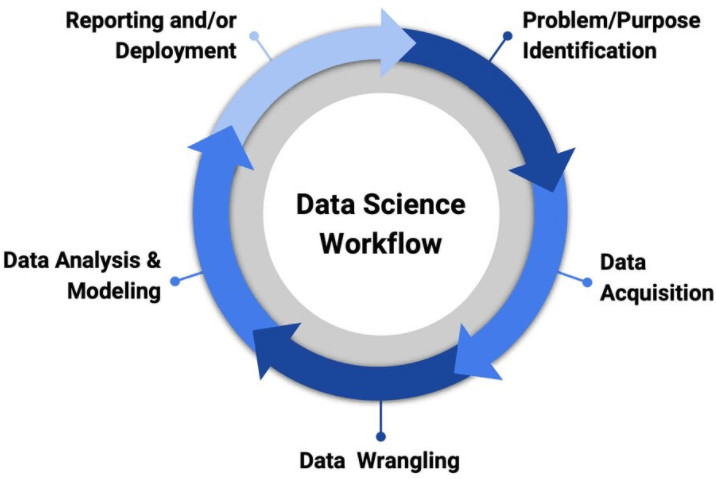 Reporting and/or
Deployment
Problem/Purpose
Identification
Data Science
Workflow
Data Analysis &
Modeling
Data
Acquisition
Data Wrangling